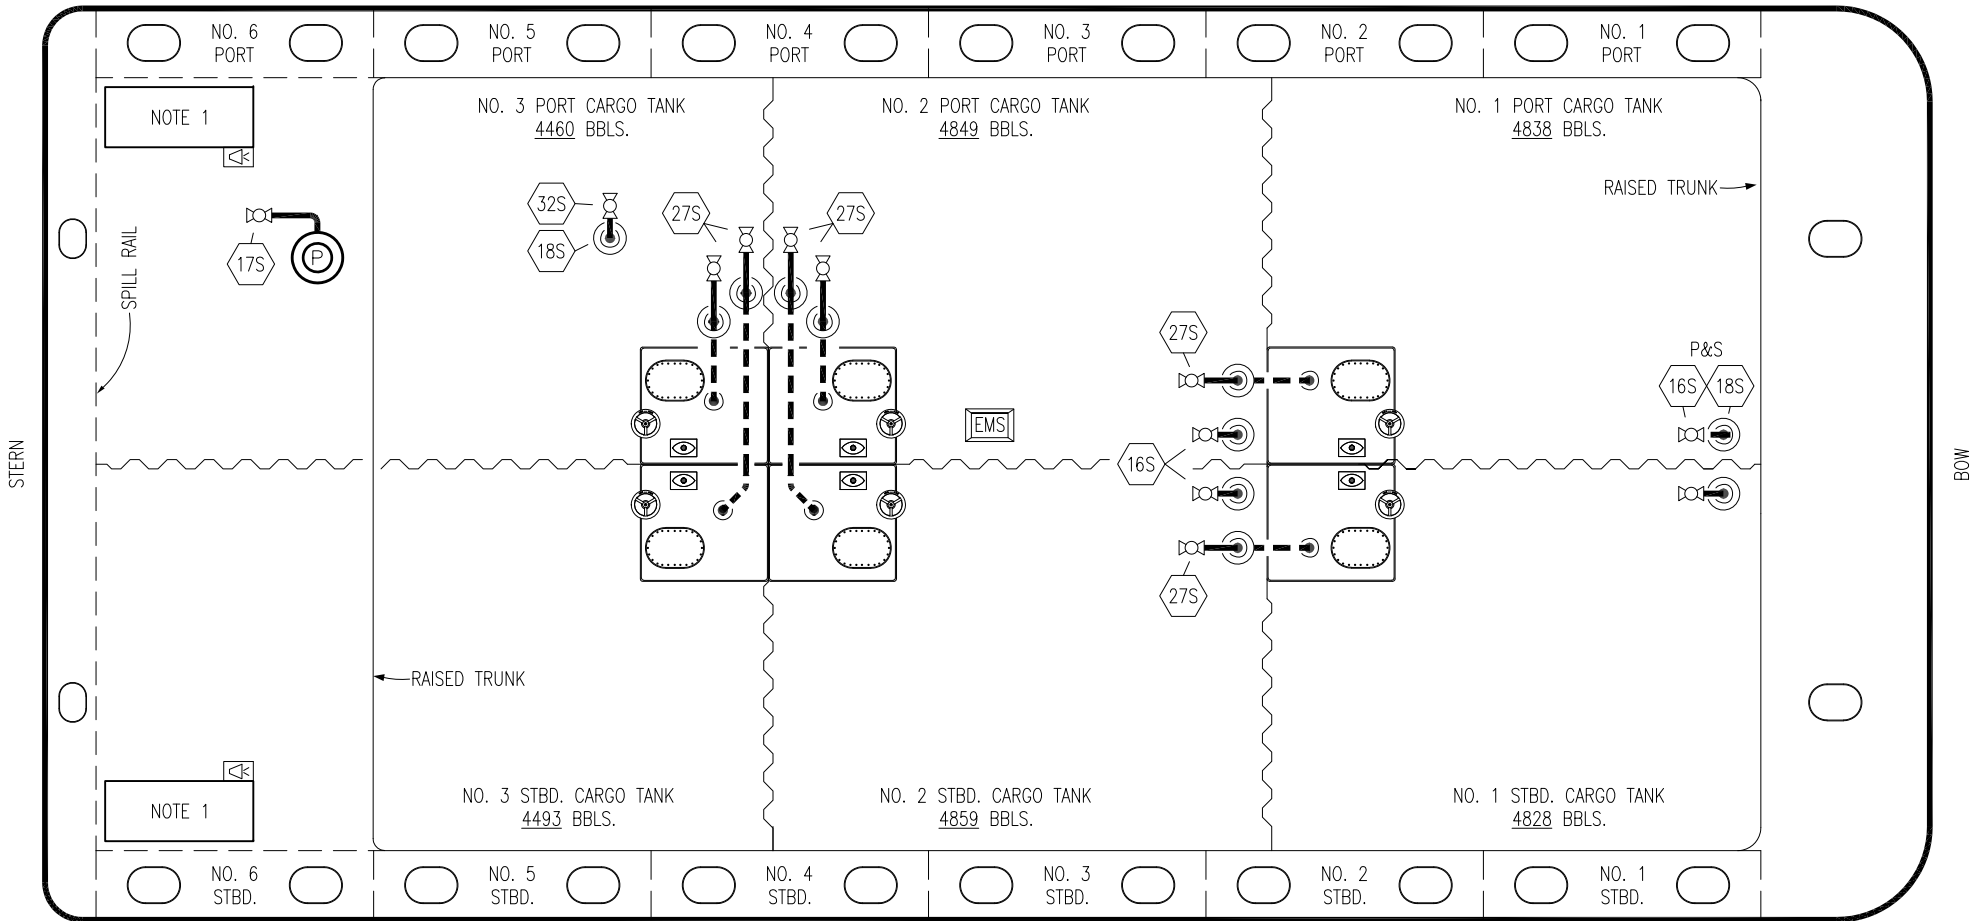 NO. 6
PORT
NO. 5
PORT
NO. 4
PORT
NO. 3
PORT
NO. 2
PORT
NO. 1
PORT
NOTE 1
NO. 3 PORT CARGO TANK
4460 BBLS.
NO. 2 PORT CARGO TANK
4849 BBLS.
NO. 1 PORT CARGO TANK
4838 BBLS.
RAISED TRUNK
32S
18S
27S
27S
17S
P
SPILL RAIL
27S
P&S
16S
18S
EMS
16S
STERN
BOW
27S
RAISED TRUNK
NO. 3 STBD. CARGO TANK
4493 BBLS.
NO. 2 STBD. CARGO TANK
4859 BBLS.
NO. 1 STBD. CARGO TANK
4828 BBLS.
NOTE 1
NO. 6
STBD.
NO. 5
STBD.
NO. 4
STBD.
NO. 3
STBD.
NO. 2
STBD.
NO. 1
STBD.